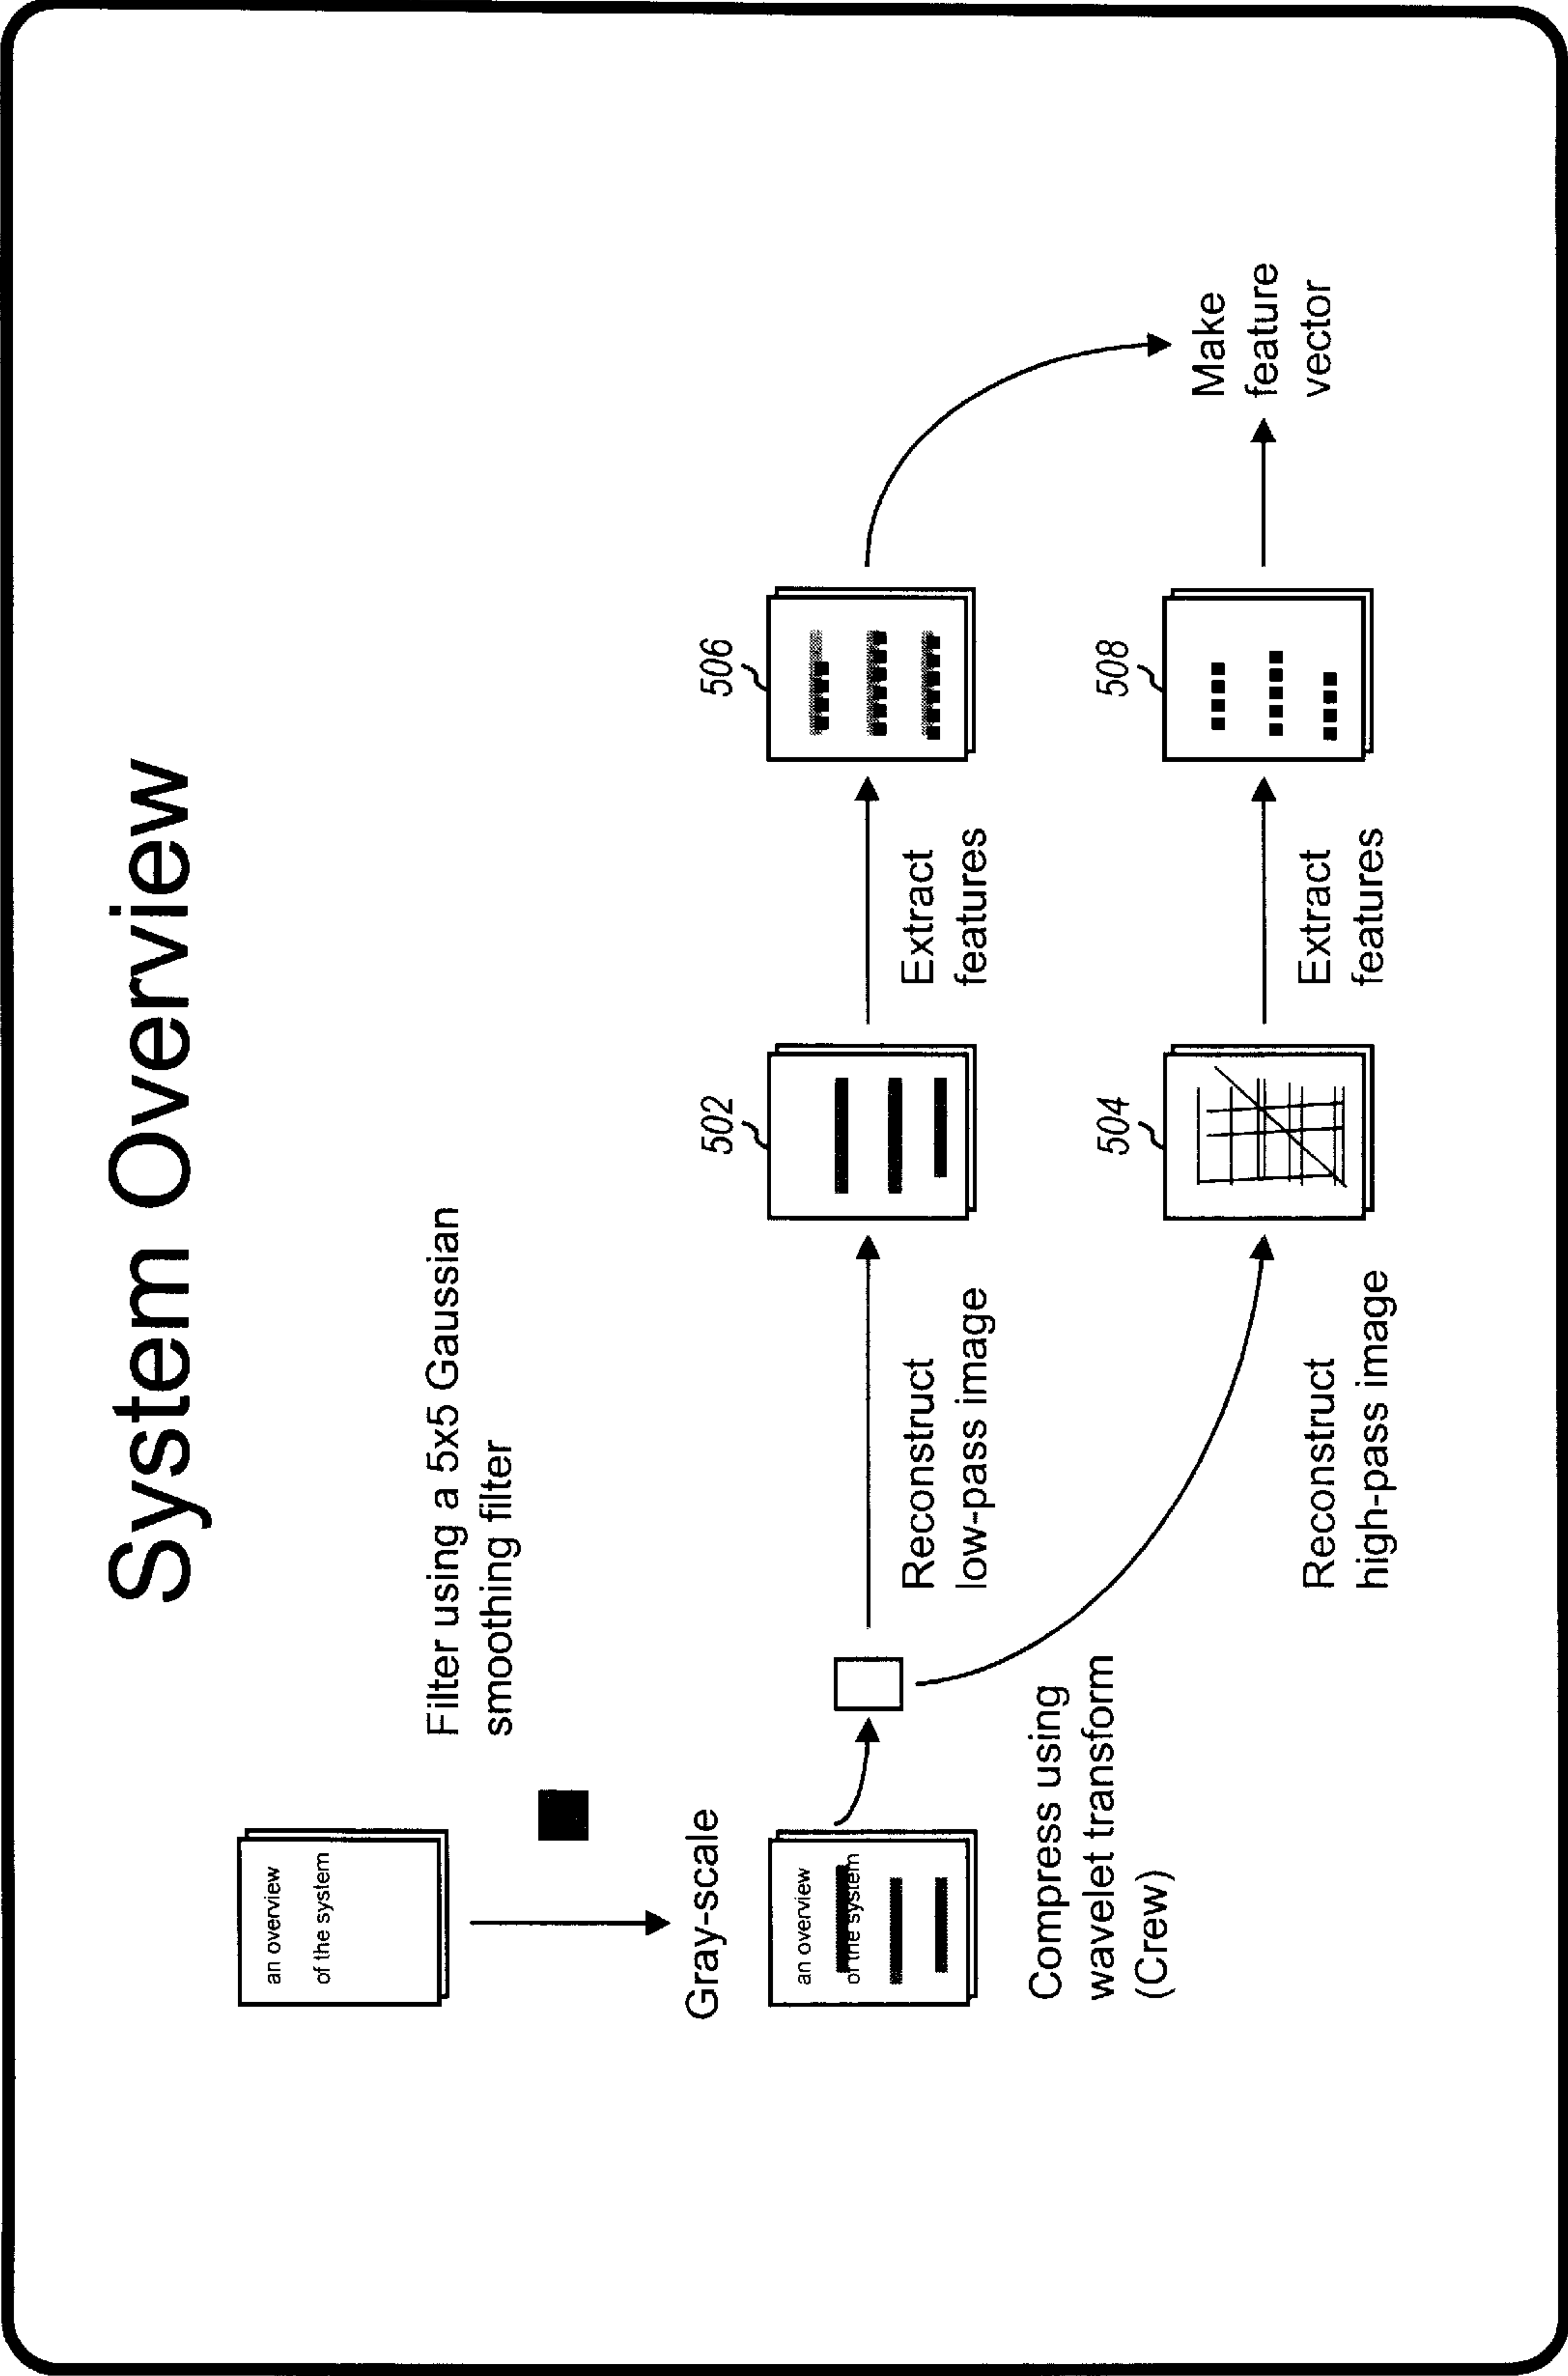 System Overview
an overview
of the system
Filter using a 5x5 Gaussian
smoothing filter
Gray-scale
an overview
of the system
Compress using
wavelet transform
(Crew)
Reconstruct
low-pass image
502
Extract
features
506
Reconstruct
high-pass image
504
Extract
features
508
Make
feature
vector